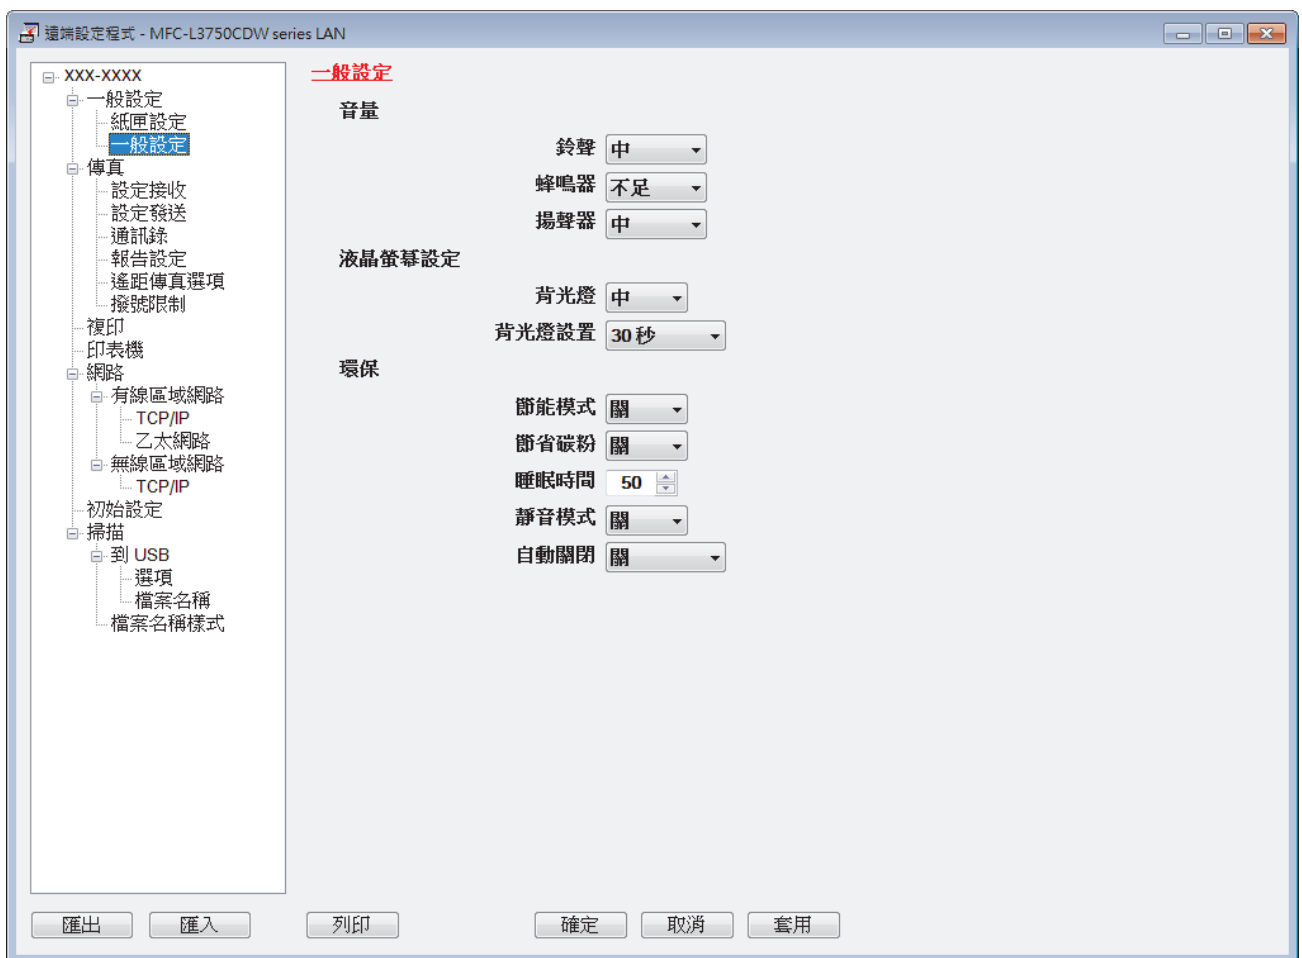 遠端設定程式 - MFC-L3750CDW series LAN
XXX-XXXX
一般設定
紙匣設定
一般設定
傳真
設定接收
設定發送
通訊錄
報告設定
遙距傳真選項
撥號限制
複印
印表機
網路
有線區域網路
TCP/IP
乙太網路
無線區域網路
TCP/IP
初始設定
掃描
到 USB
選項
檔案名稱
檔案名稱樣式
一般設定
音量
鈴聲 中
蜂鳴器 不足
揚聲器 中
液晶螢幕設定
背光燈 中
背光燈設置 30 秒
環保
節能模式 關
節省碳粉 關
睡眠時間 50
靜音模式 關
自動關閉 關
匯出 匯入 列印 確定 取消 套用